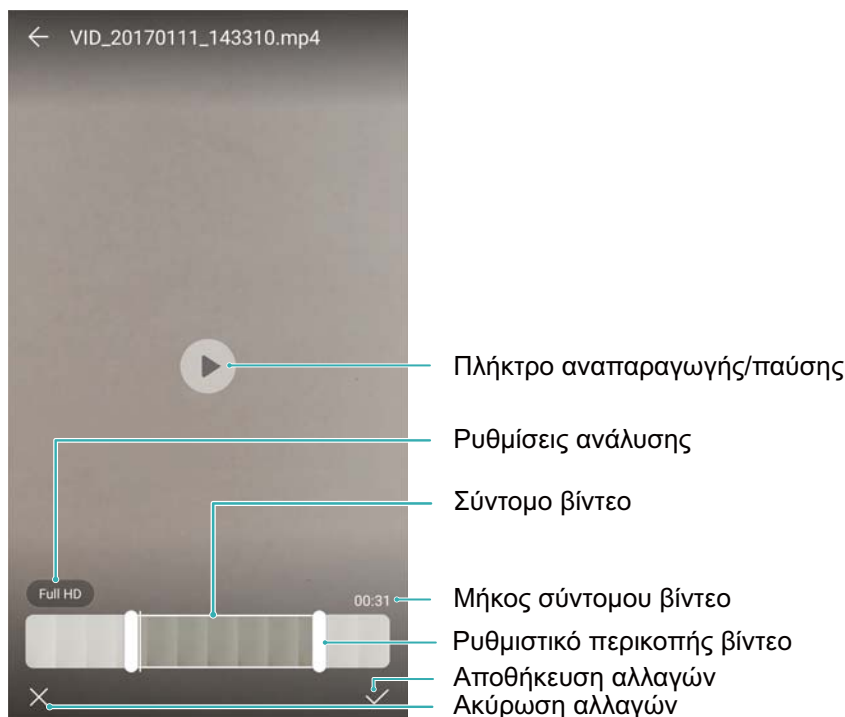 VID_20170111_143310.mp4
Πλήκτρο αναπαραγωγής/παύσης
Ρυθμίσεις ανάλυσης
Σύντομο βίντεο
Full HD
00:31
Μήκος σύντομου βίντεο
Ρυθμιστικό περικοπής βίντεο
Αποθήκευση αλλαγών
Ακύρωση αλλαγών